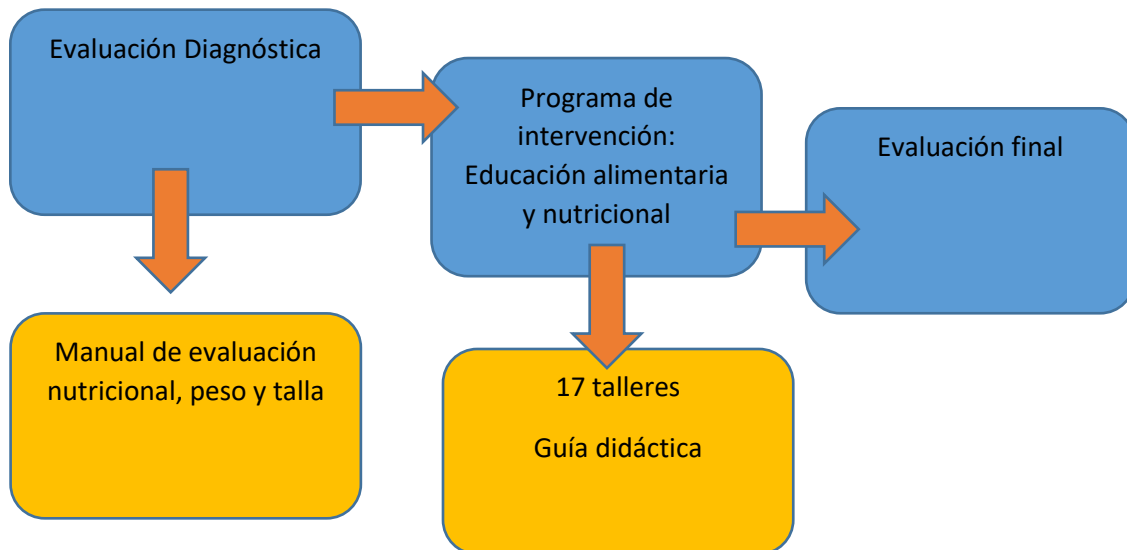 Evaluación Diagnóstica
Programa de
intervención:
Educación alimentaria
y nutricional
Evaluación final
Manual de evaluación
nutricional, peso y talla
17 talleres
Guía didáctica